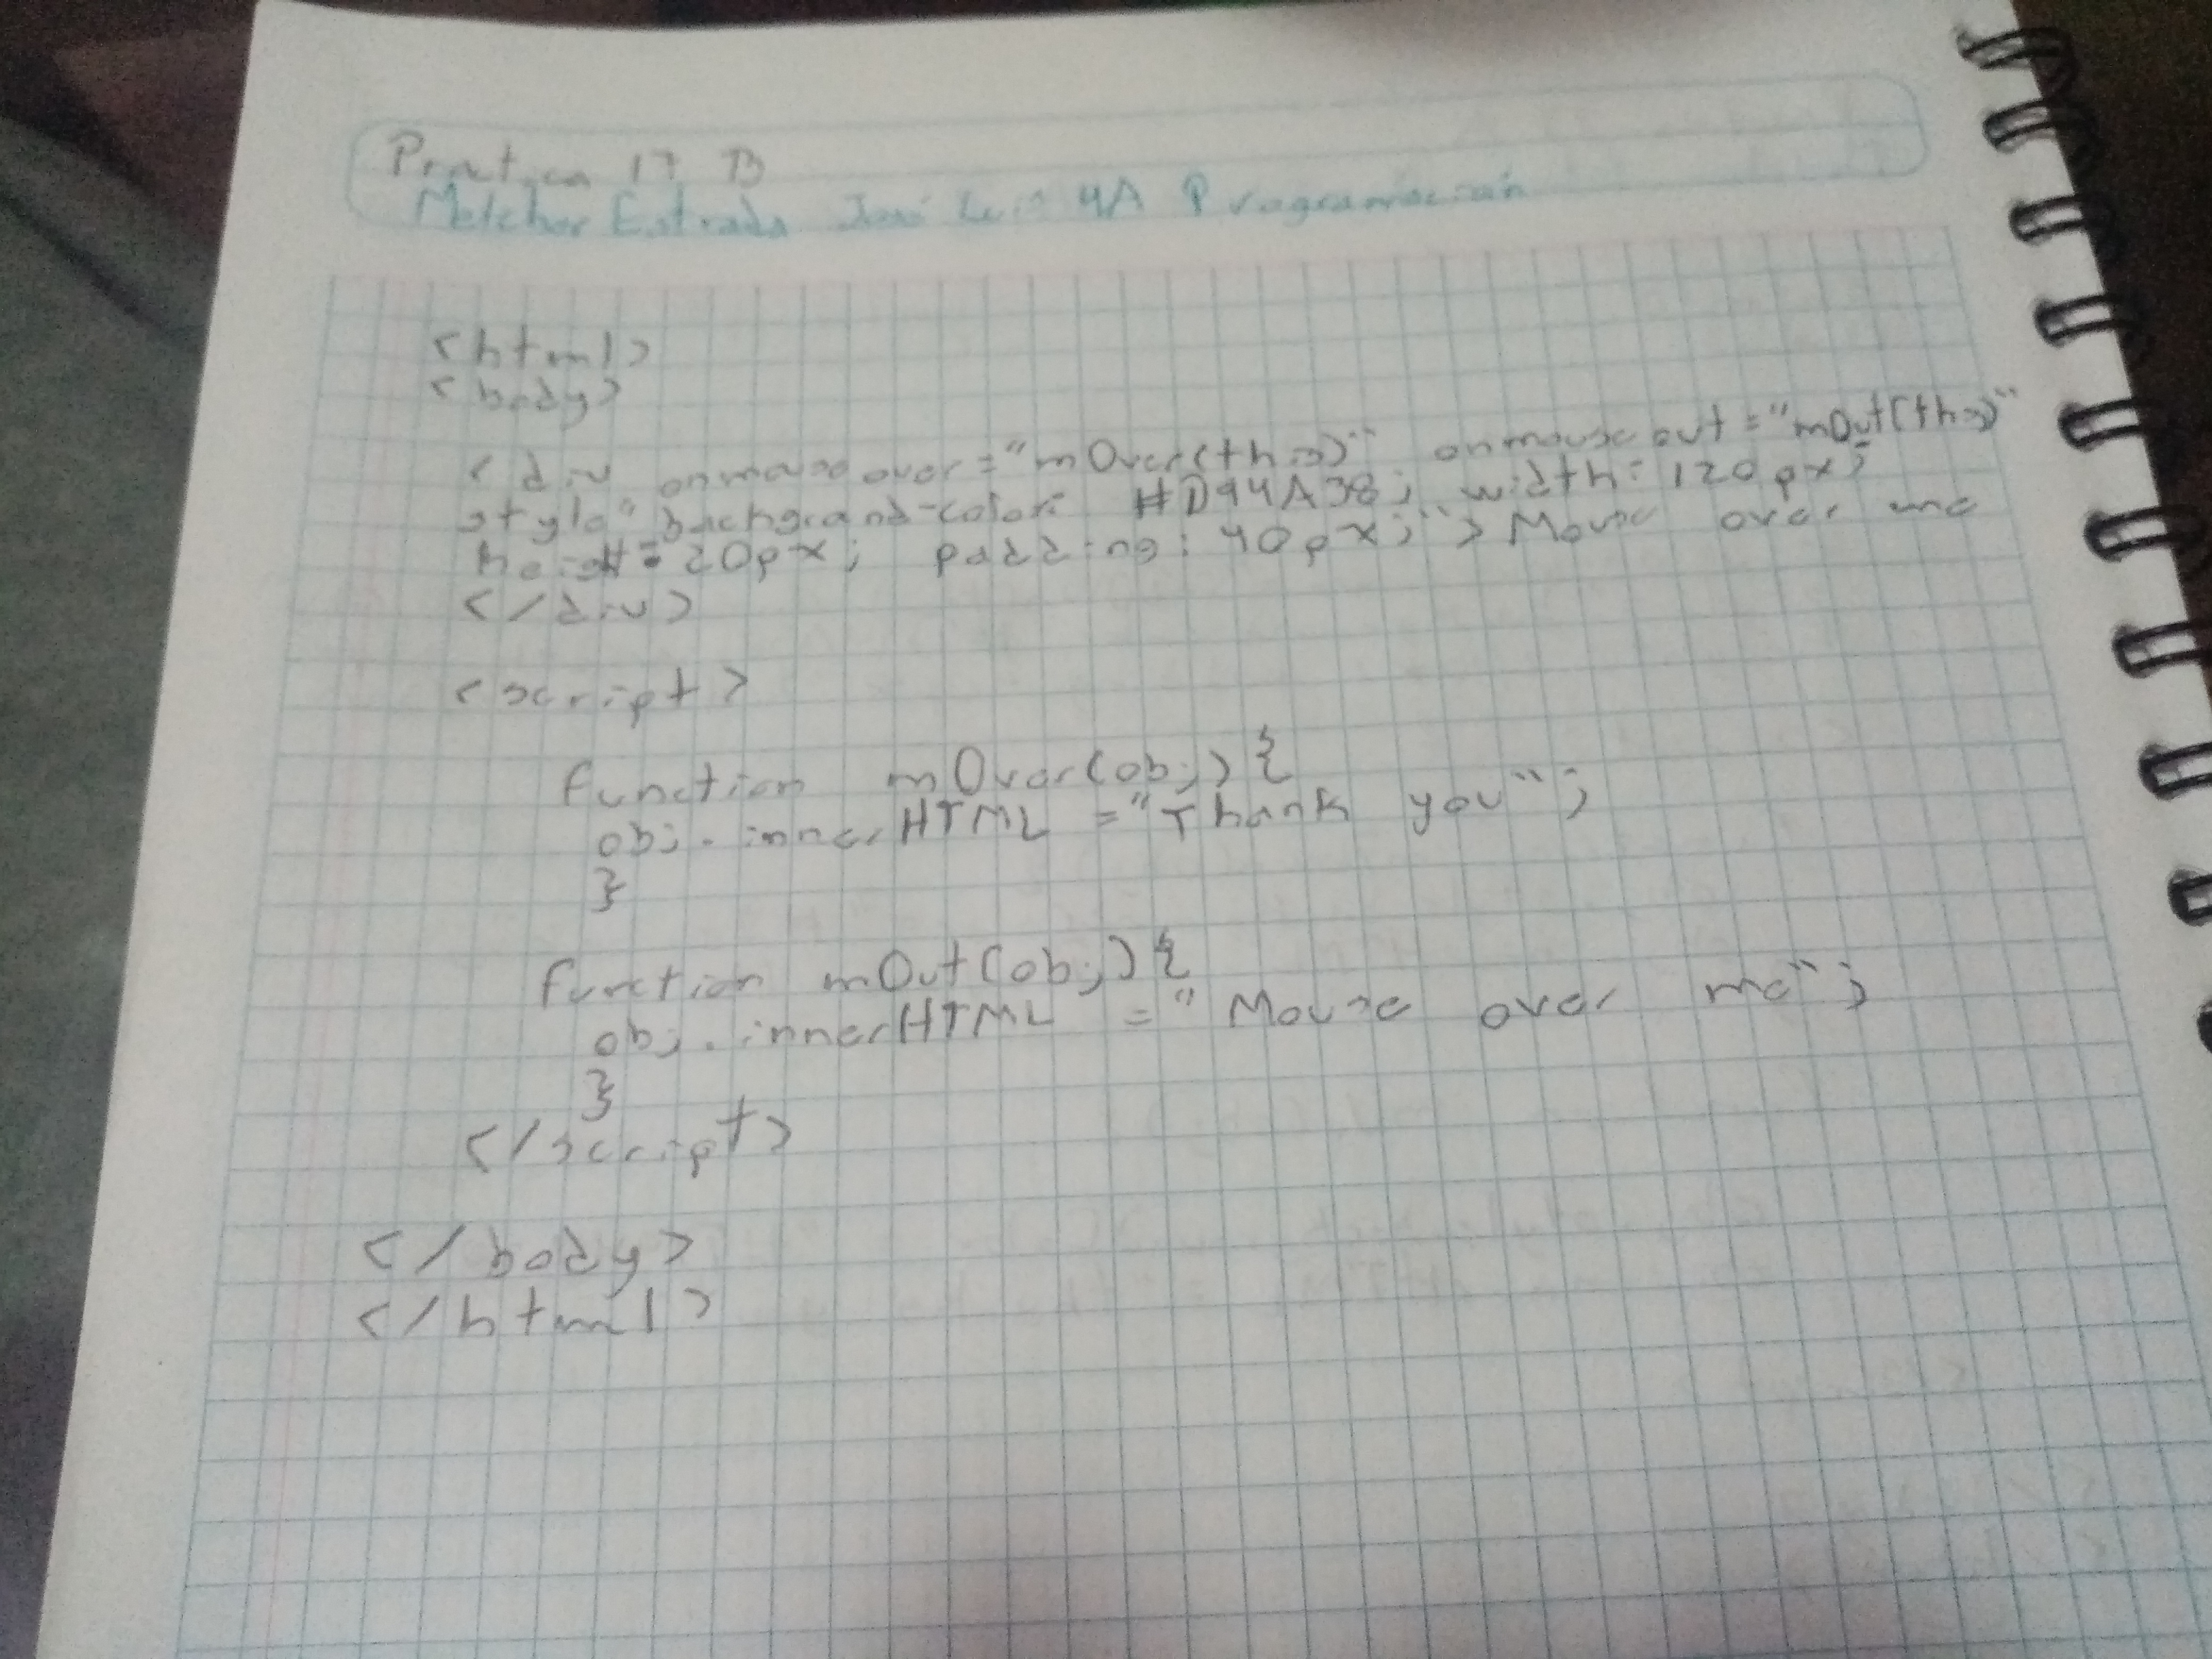 Practica 17 B
Melchor Estrada José Luis 4A Programación
<html>
<body>
<div onmouseover="mOver(this)" onmouseout="mOut(this)"
style"background-color: #D94A38; width: 120px;
height: 20px; padding: 40px;"> Mouse over me
</div>
<script>
function mOver(obj){
obj.innerHTML ="Thank you";
}
function mOut(obj){
obj.innerHTML = "Mouse over me";
}
</script>
</body>
</html>